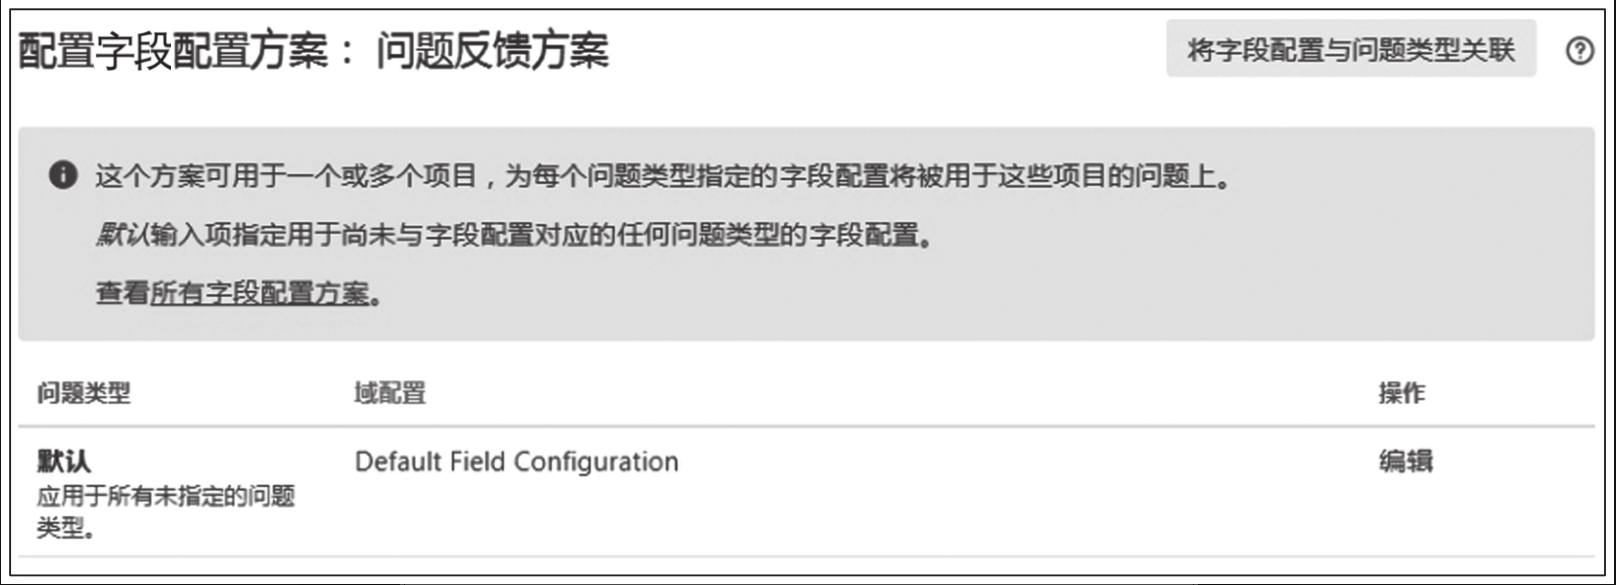 配置字段配置方案： 问题反馈方案
将字段配置与问题类型关联
这个方案可用于一个或多个项目，为每个问题类型指定的字段配置将被用于这些项目的问题上。
默认输入项指定用于尚未与字段配置对应的任何问题类型的字段配置。
查看所有字段配置方案。
问题类型 域配置 操作
默认 Default Field Configuration 编辑
应用于所有未指定的问题
类型。